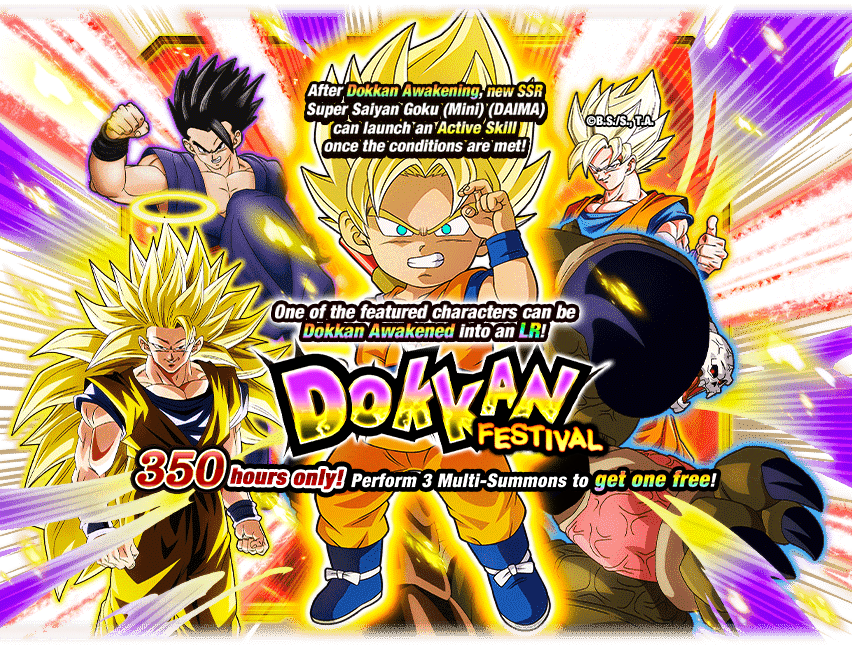 After Dokkan Awakening, new SSR
Super Saiyan Goku (Mini) (DAIMA)
can launch an Active Skill
once the conditions are met!
©B.S./S., T.A.
One of the featured characters can be
Dokkan Awakened into an LR!
DOKKAN
FESTIVAL
350 hours only! Perform 3 Multi-Summons to get one free!